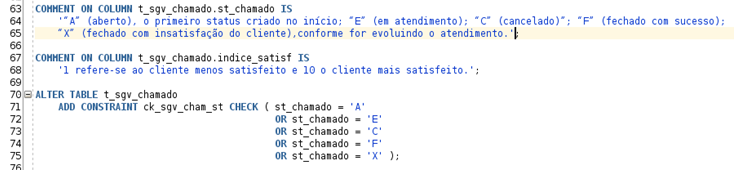 63 COMMENT ON COLUMN t_sgv_chamado.st_chamado IS
64 '"A" (aberto), o primeiro status criado no início; "E" (em atendimento); "C" (cancelado)"; "F" (fechado com sucesso);
65 "X" (fechado com insatisfação do cliente),conforme for evoluindo o atendimento.';
66
67 COMMENT ON COLUMN t_sgv_chamado.indice_satisf IS
68 '1 refere-se ao cliente menos satisfeito e 10 o cliente mais satisfeito.';
69
70 ALTER TABLE t_sgv_chamado
71 ADD CONSTRAINT ck_sgv_cham_st CHECK ( st_chamado = 'A'
72 OR st_chamado = 'E'
73 OR st_chamado = 'C'
74 OR st_chamado = 'F'
75 OR st_chamado = 'X' );
76